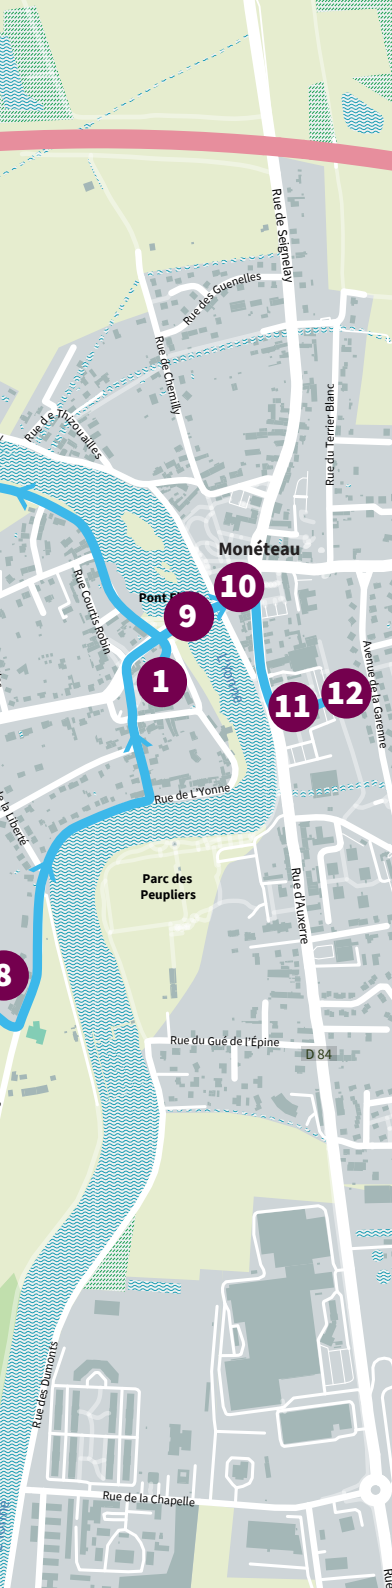 Rue de Seignelay
Rue des Guenelles
Rue de Chemilly
Rue de Thizouailles
Rue du Terrier Blanc
Monéteau
10
Pont
9
Rue Courtis Robin
L'Yonne
1
11
12
Avenue de la Garenne
Rue de L'Yonne
de la Liberté
Parc des
Peupliers
Rue d'Auxerre
8
Rue du Gué de l'Épine
D 84
Rue des Dumonts
Rue de la Chapelle